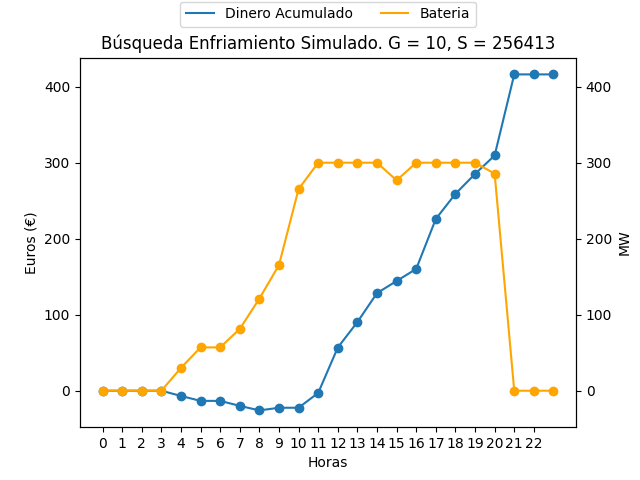 Dinero Acumulado Bateria
Búsqueda Enfriamiento Simulado. G = 10, S = 256413
400
300
200
100
0
Euros (€)
400
300
200
100
0
MW
0 1 2 3 4 5 6 7 8 9 10 11 12 13 14 15 16 17 18 19 20 21 22
Horas